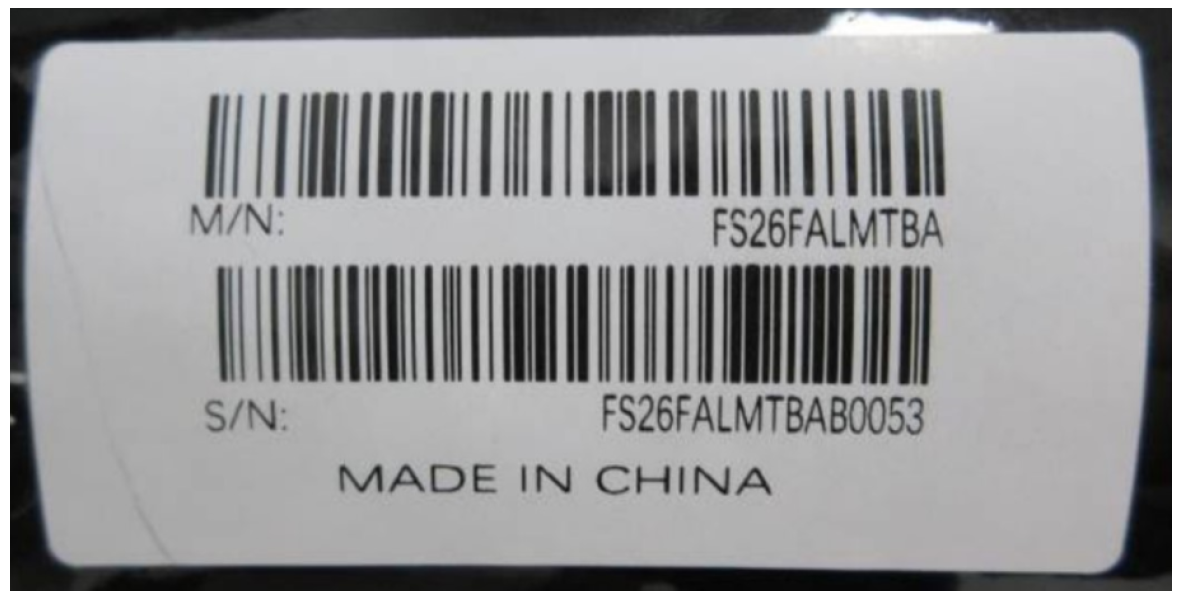 M/N: FS26FALMTBA
S/N: FS26FALMTBAB0053
MADE IN CHINA